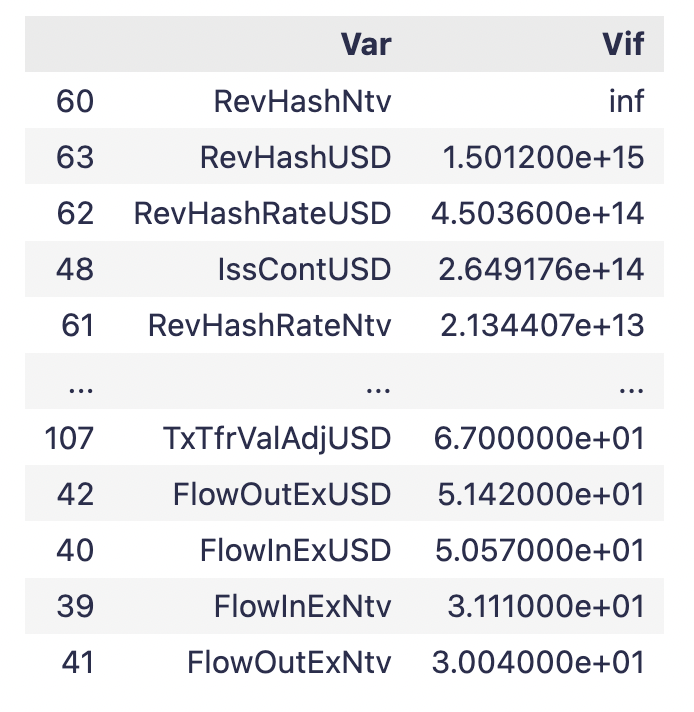 Var Vif
60 RevHashNtv inf
63 RevHashUSD 1.501200e+15
62 RevHashRateUSD 4.503600e+14
48 IssContUSD 2.649176e+14
61 RevHashRateNtv 2.134407e+13
... ... ...
107 TxTfrValAdjUSD 6.700000e+01
42 FlowOutExUSD 5.142000e+01
40 FlowInExUSD 5.057000e+01
39 FlowInExNtv 3.111000e+01
41 FlowOutExNtv 3.004000e+01